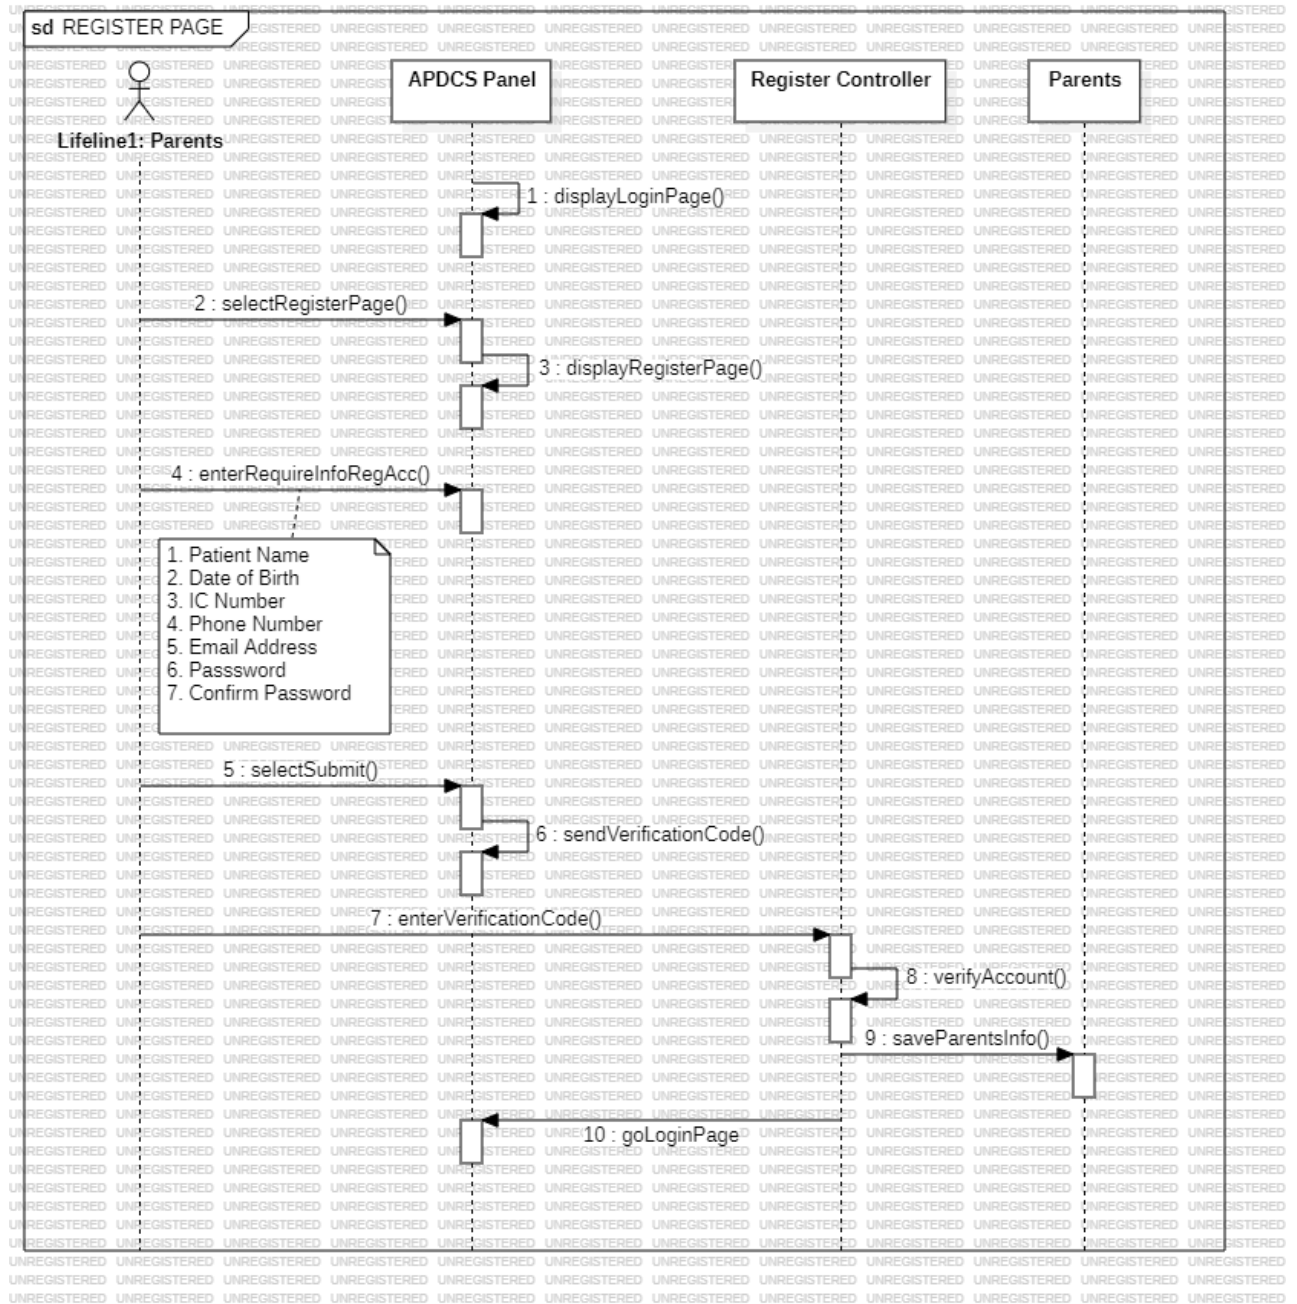 sd REGISTER PAGE
Lifeline1: Parents
APDCS Panel
Register Controller
Parents
1 : displayLoginPage()
2 : selectRegisterPage()
3 : displayRegisterPage()
4 : enterRequireInfoRegAcc()
1. Patient Name
2. Date of Birth
3. IC Number
4. Phone Number
5. Email Address
6. Passsword
7. Confirm Password
5 : selectSubmit()
6 : sendVerificationCode()
7 : enterVerificationCode()
8 : verifyAccount()
9 : saveParentsInfo()
10 : goLoginPage
UNREGISTERED